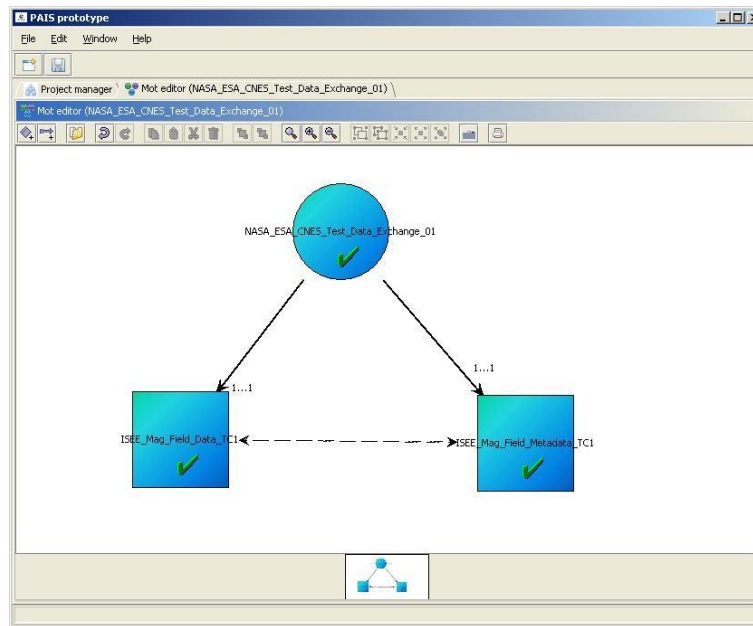 PAIS prototype
File Edit Window Help
Project manager Mot editor (NASA_ESA_CNES_Test_Data_Exchange_01)
Mot editor (NASA_ESA_CNES_Test_Data_Exchange_01)
NASA_ESA_CNES_Test_Data_Exchange_01
1...1
1...1
ISEE_Mag_Field_Data_TC1
ISEE_Mag_Field_Metadata_TC1